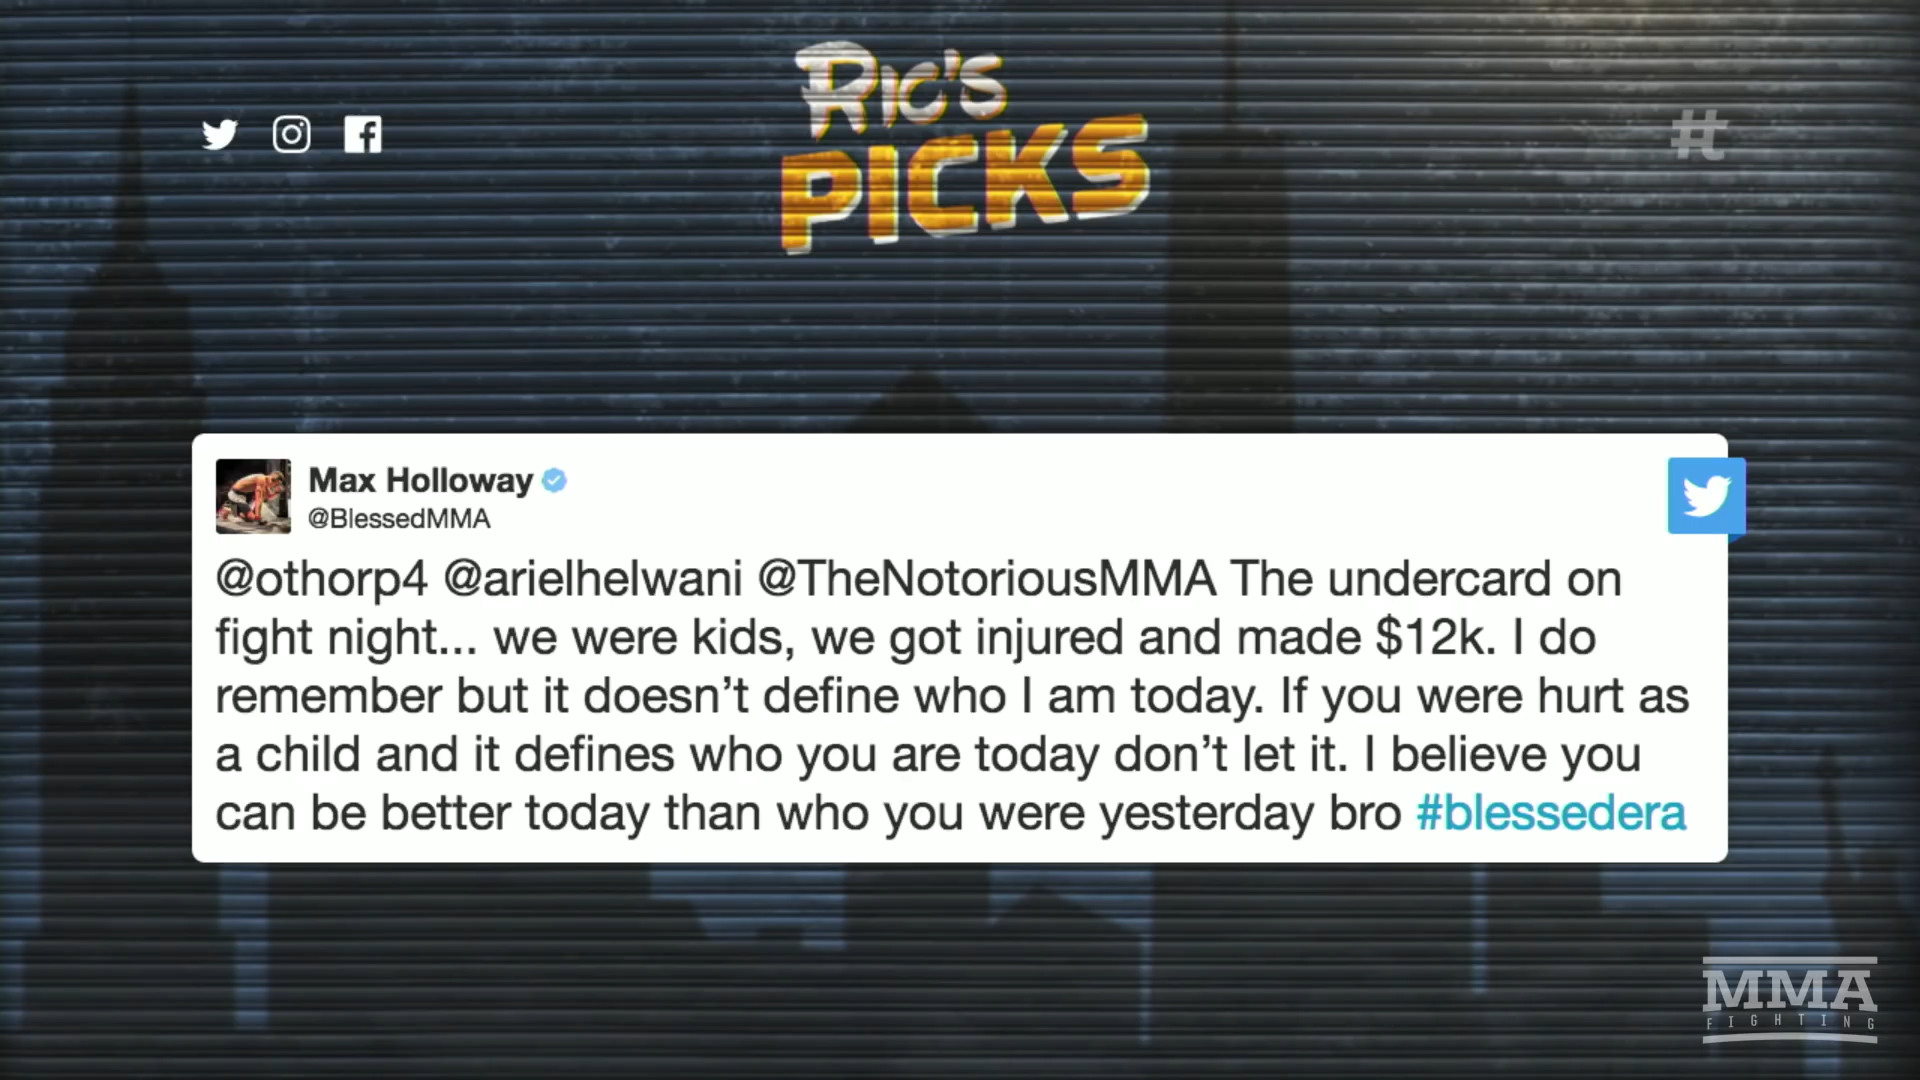 RIC'S
PICKS
#
Max Holloway
@BlessedMMA
@othorp4 @arielhelwani @TheNotoriousMMA The undercard on
fight night... we were kids, we got injured and made $12k. I do
remember but it doesn’t define who I am today. If you were hurt as
a child and it defines who you are today don’t let it. I believe you
can be better today than who you were yesterday bro #blessedera
MMA
FIGHTING